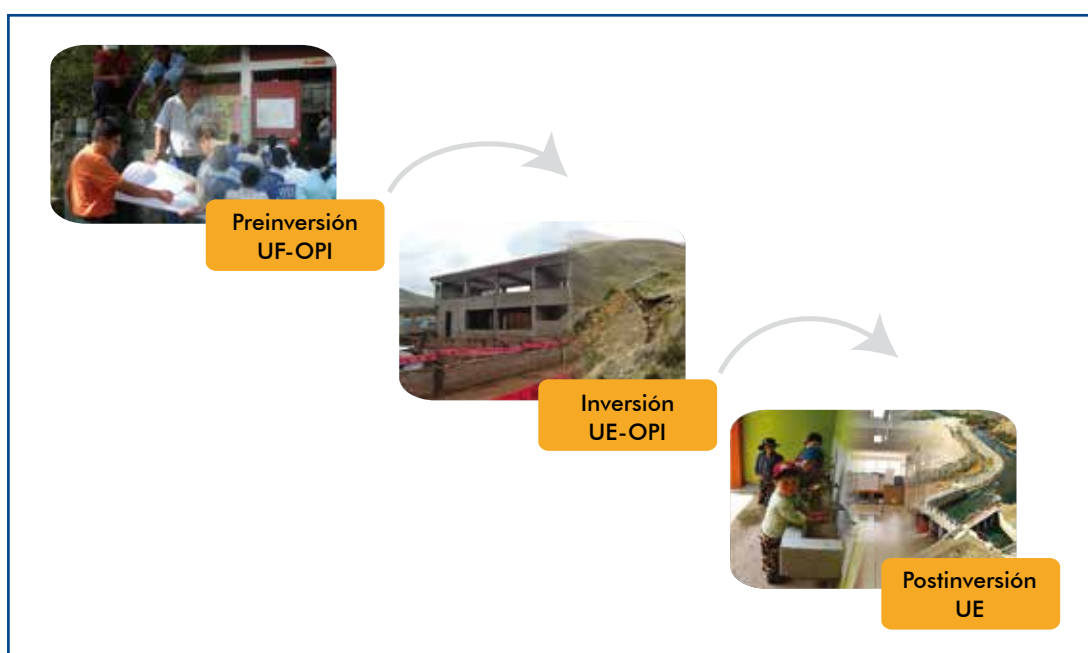 Preinversión
UF-OPI
Inversión
UE-OPI
Postinversión
UE